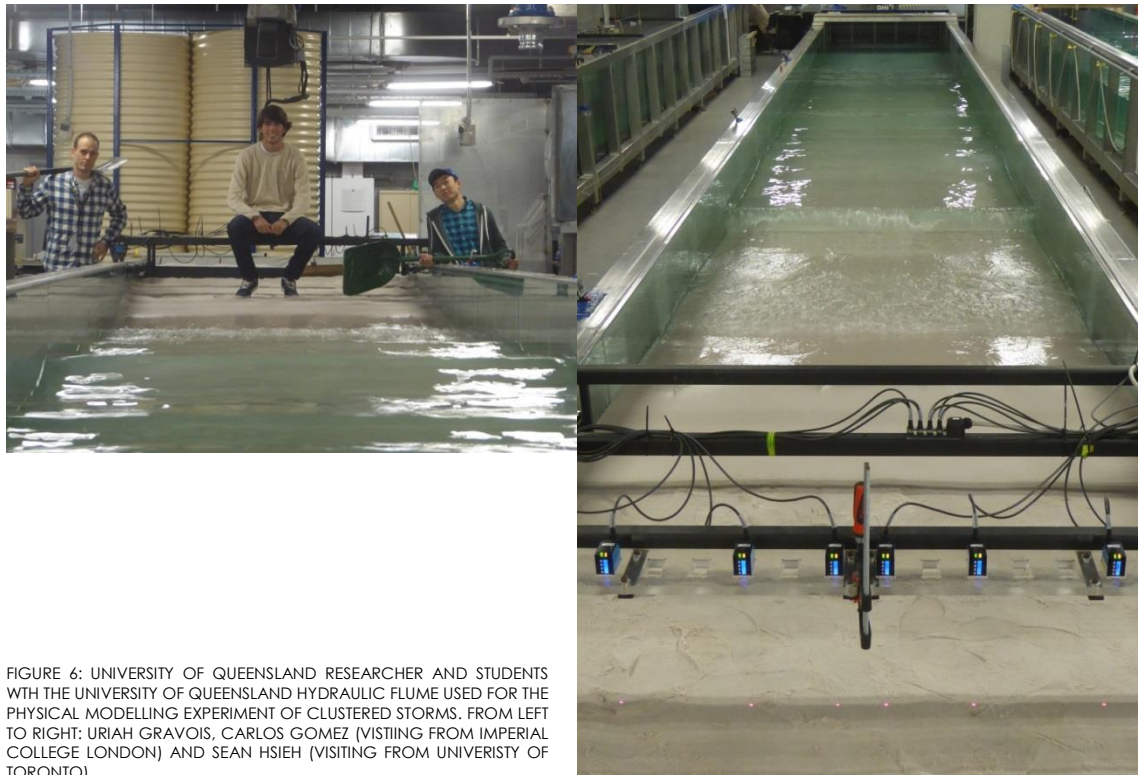 DHI
FIGURE 6: UNIVERSITY OF QUEENSLAND RESEARCHER AND STUDENTS
WTH THE UNIVERSITY OF QUEENSLAND HYDRAULIC FLUME USED FOR THE
PHYSICAL MODELLING EXPERIMENT OF CLUSTERED STORMS. FROM LEFT
TO RIGHT: URIAH GRAVOIS, CARLOS GOMEZ (VISTIING FROM IMPERIAL
COLLEGE LONDON) AND SEAN HSIEH (VISITING FROM UNIVERISTY OF
TORONTO)